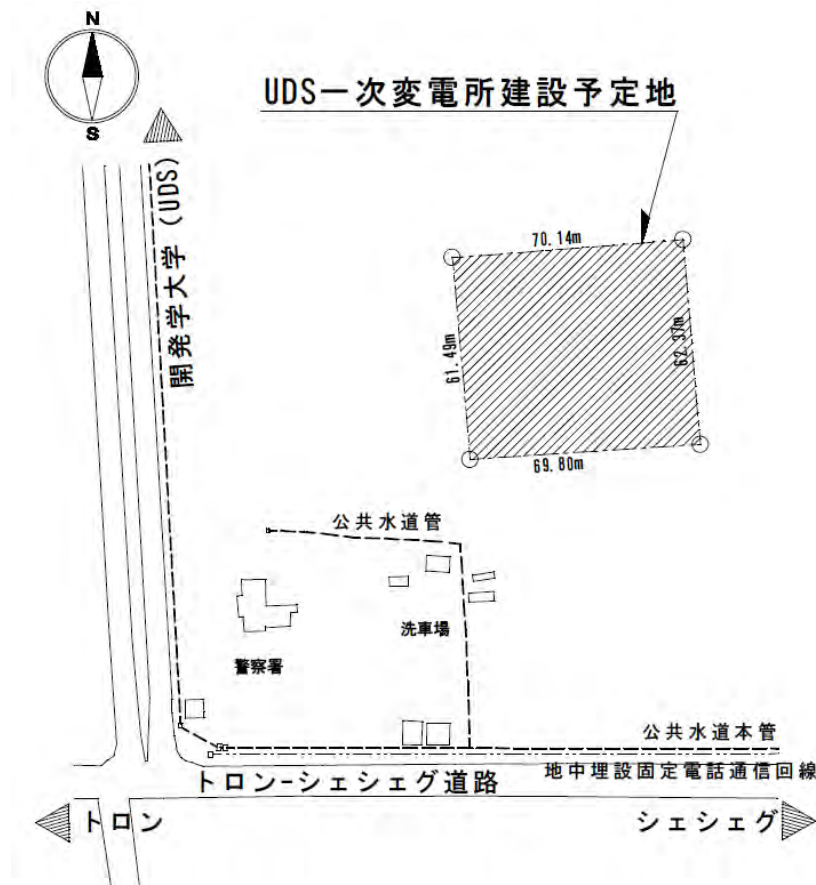 N
S
UDS一次変電所建設予定地
開発学大学(UDS)
70.14m
61.49m
62.37m
69.80m
公共水道管
洗車場
警察署
公共水道本管
地中埋設固定電話通信回線
トロン-シェシェグ道路
トロン
シェシェグ